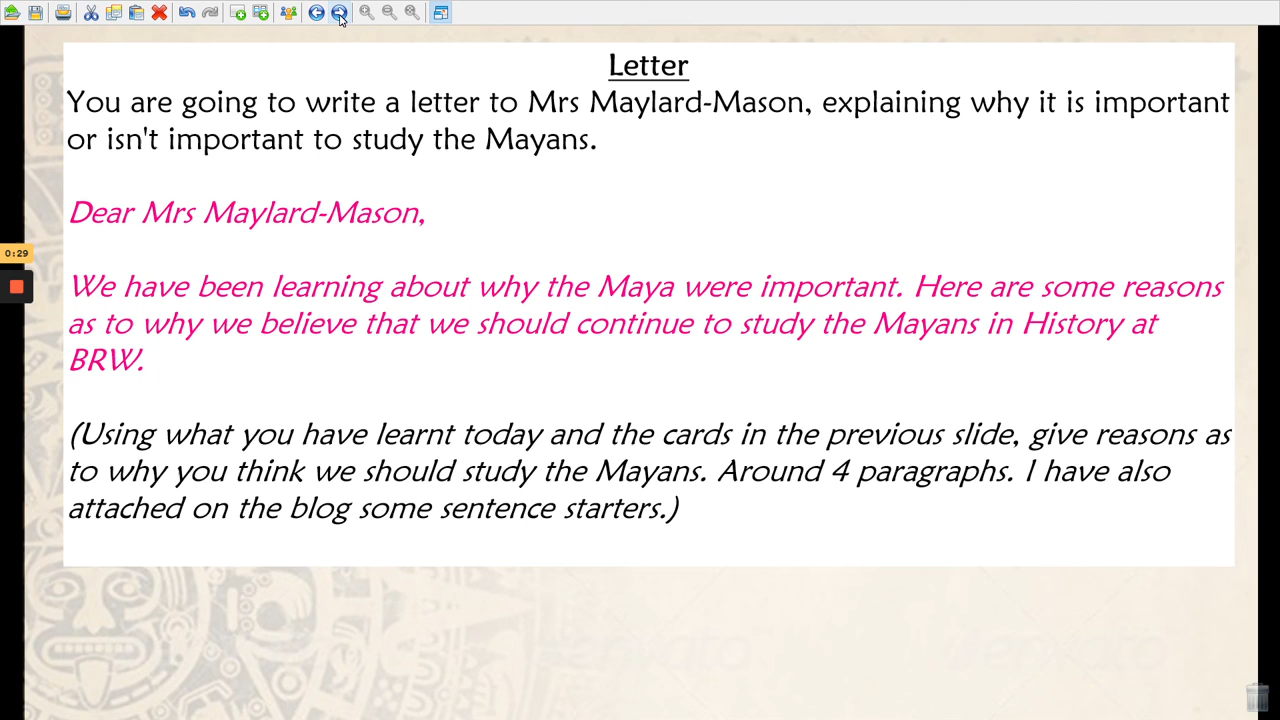 Letter
You are going to write a letter to Mrs Maylard-Mason, explaining why it is important
or isn't important to study the Mayans.
Dear Mrs Maylard-Mason,
We have been learning about why the Maya were important. Here are some reasons
as to why we believe that we should continue to study the Mayans in History at
BRW.
0:29
(Using what you have learnt today and the cards in the previous slide, give reasons as
to why you think we should study the Mayans. Around 4 paragraphs. I have also
attached on the blog some sentence starters.)